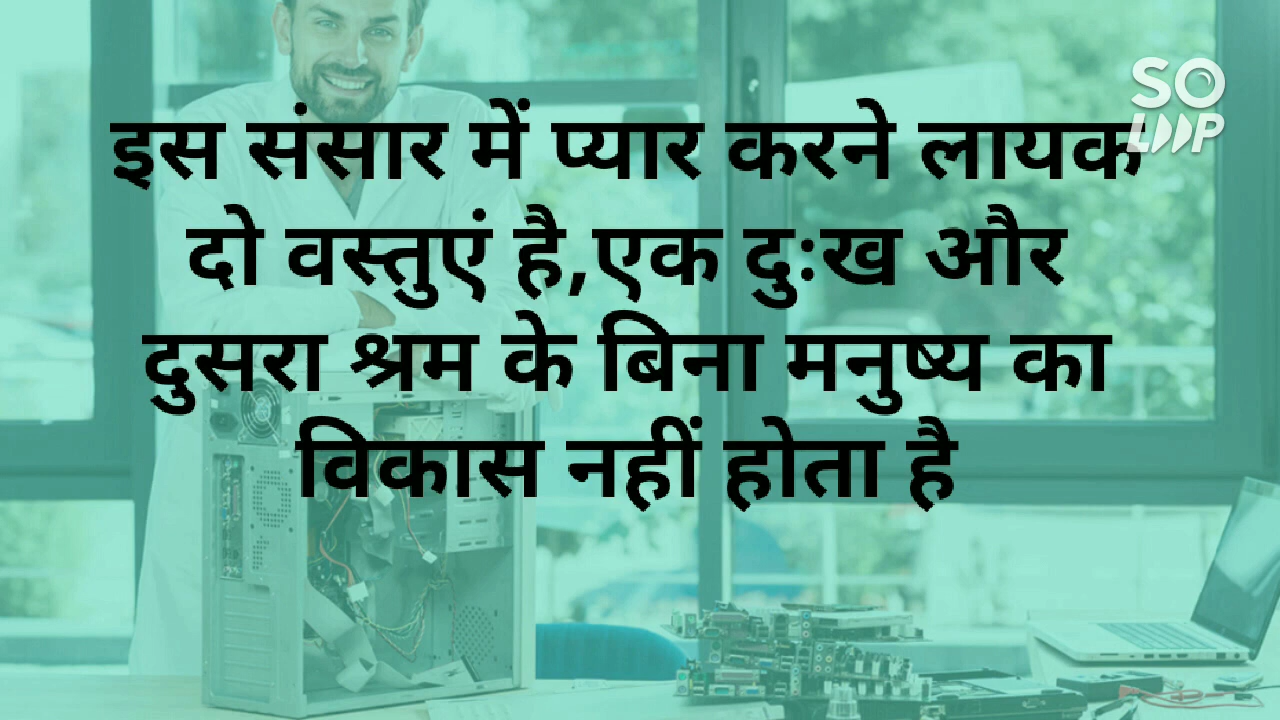 SO
LOOP
इस संसार में प्यार करने लायक
दो वस्तुएं है,एक दुःख और
दुसरा श्रम के बिना मनुष्य का
विकास नहीं होता है